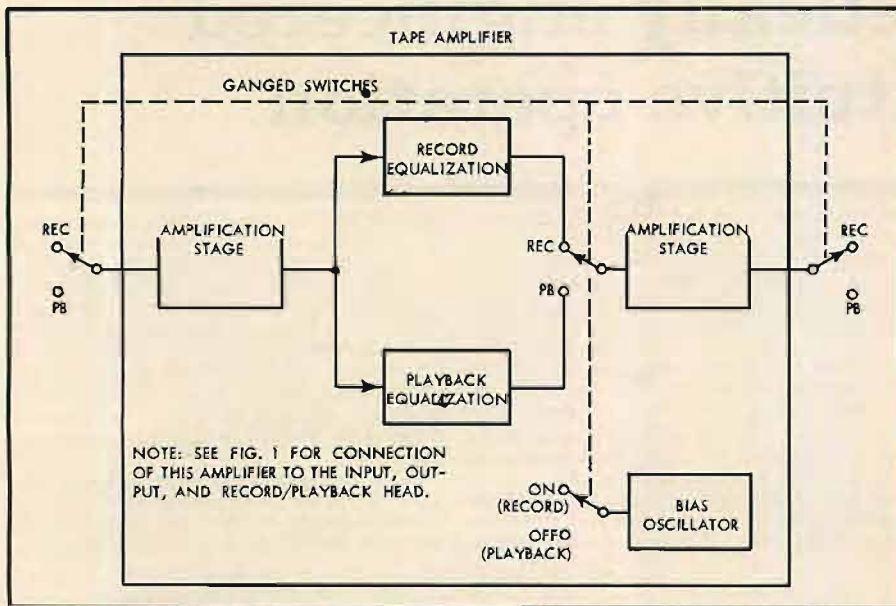 TAPE AMPLIFIER
GANGED SWITCHES
RECORD
EQUALIZATION
REC
PB
AMPLIFICATION
STAGE
REC
PB
AMPLIFICATION
STAGE
REC
PB
PLAYBACK
EQUALIZATION
NOTE: SEE FIG. 1 FOR CONNECTION
OF THIS AMPLIFIER TO THE INPUT, OUT-
PUT, AND RECORD/PLAYBACK HEAD.
ON
(RECORD)
OFF
(PLAYBACK)
BIAS
OSCILLATOR